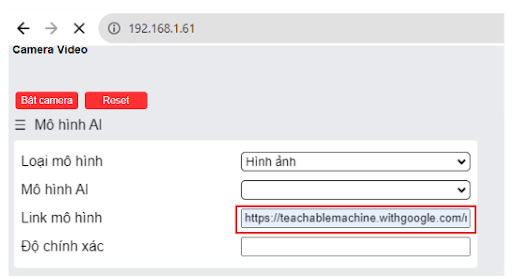 192.168.1.61
Camera Video
Bật camera Reset
☰ Mô hình AI
Loại mô hình Hình ảnh
Mô hình AI
Link mô hình https://teachablemachine.withgoogle.com/
Độ chính xác